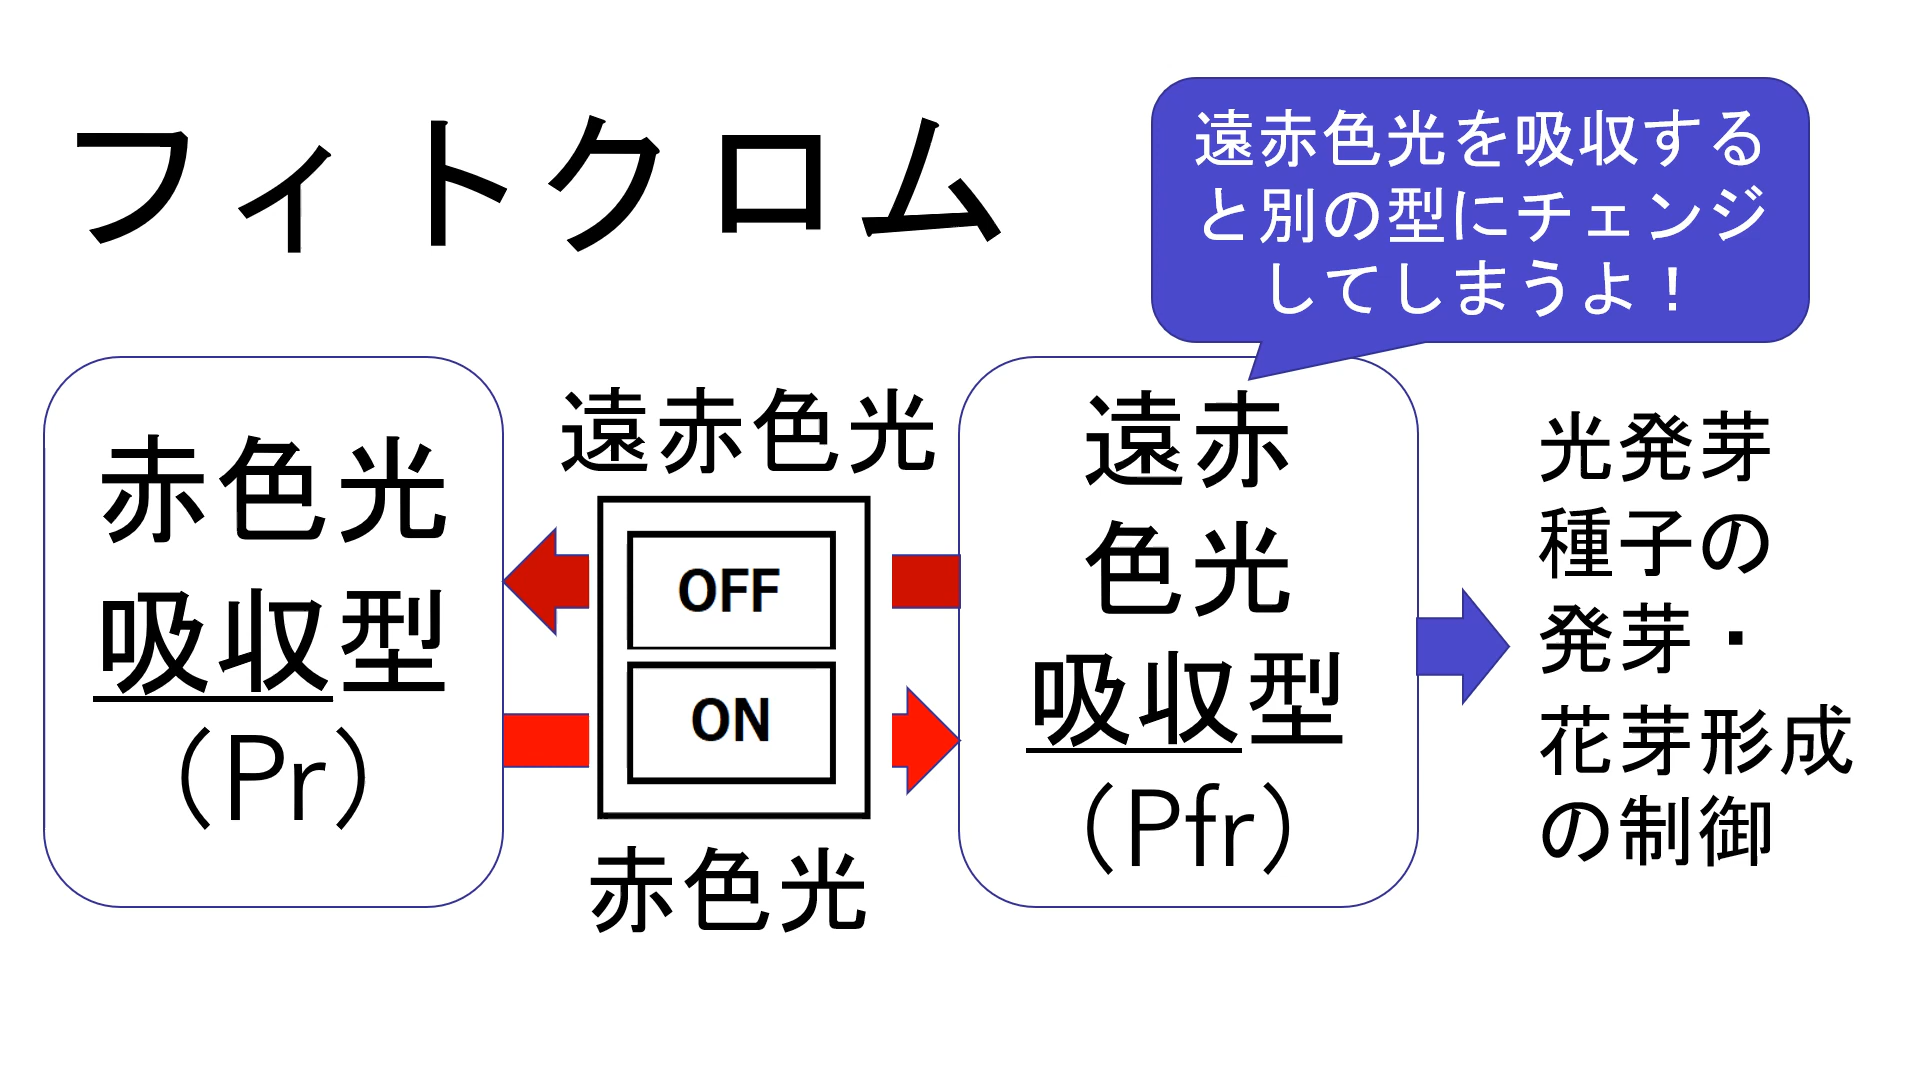 フィトクロム
遠赤色光を吸収する
と別の型にチェンジ
してしまうよ！
赤色光
吸収型
（Pr）
遠赤色光
OFF
ON
赤色光
遠赤
色光
吸収型
（Pfr）
光発芽
種子の
発芽・
花芽形成
の制御